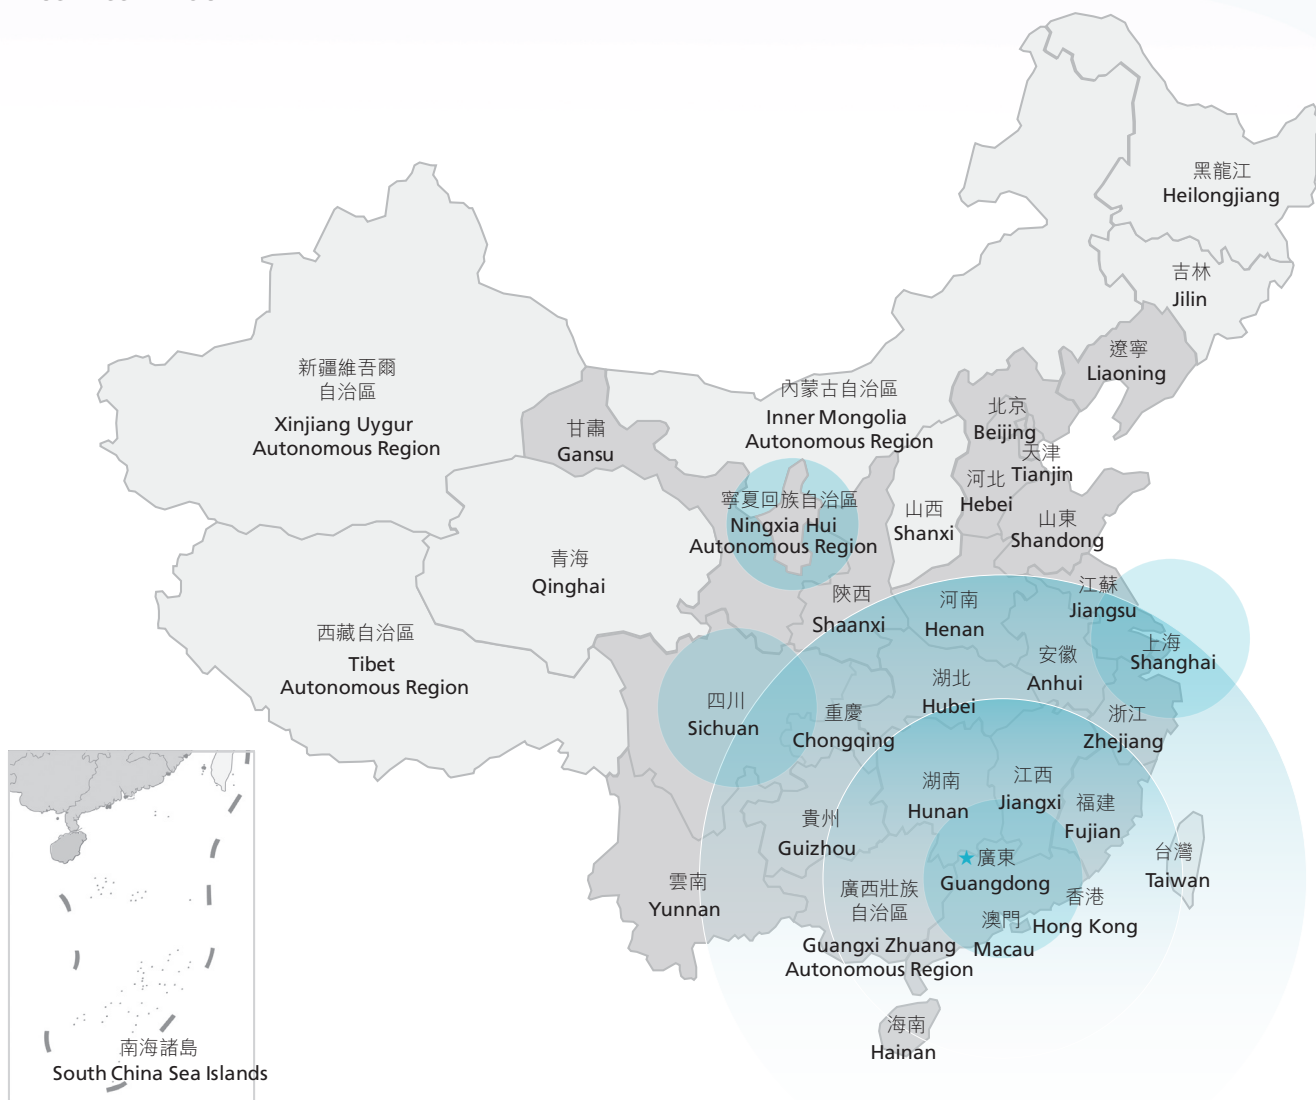 黑龍江
Heilongjiang
吉林
Jilin
遼寧
Liaoning
新疆維吾爾
自治區
Xinjiang Uygur
Autonomous Region
甘肅
Gansu
內蒙古自治區
Inner Mongolia
Autonomous Region
北京
Beijing
天津
Tianjin
河北
Hebei
山西
Shanxi
山東
Shandong
寧夏回族自治區
Ningxia Hui
Autonomous Region
青海
Qinghai
陝西
Shaanxi
河南
Henan
江蘇
Jiangsu
西藏自治區
Tibet
Autonomous Region
安徽
Anhui
上海
Shanghai
四川
Sichuan
重慶
Chongqing
湖北
Hubei
浙江
Zhejiang
湖南
Hunan
江西
Jiangxi
福建
Fujian
貴州
Guizhou
台灣
Taiwan
雲南
Yunnan
廣東
Guangdong
廣西壯族
自治區
Guangxi Zhuang
Autonomous Region
香港
Hong Kong
澳門
Macau
海南
Hainan
南海諸島
South China Sea Islands